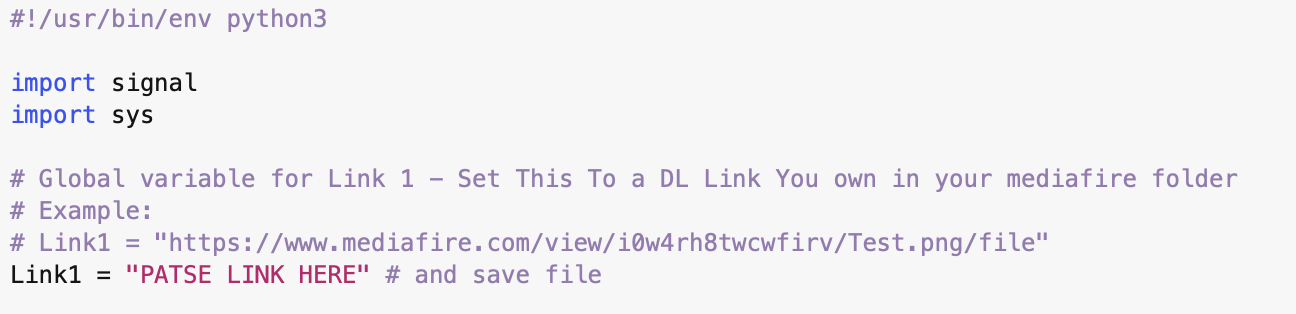 #!/usr/bin/env python3
import signal
import sys
# Global variable for Link 1 - Set This To a DL Link You own in your mediafire folder
# Example:
# Link1 = "https://www.mediafire.com/view/i0w4rh8twcwfirv/Test.png/file"
Link1 = "PATSE LINK HERE" # and save file